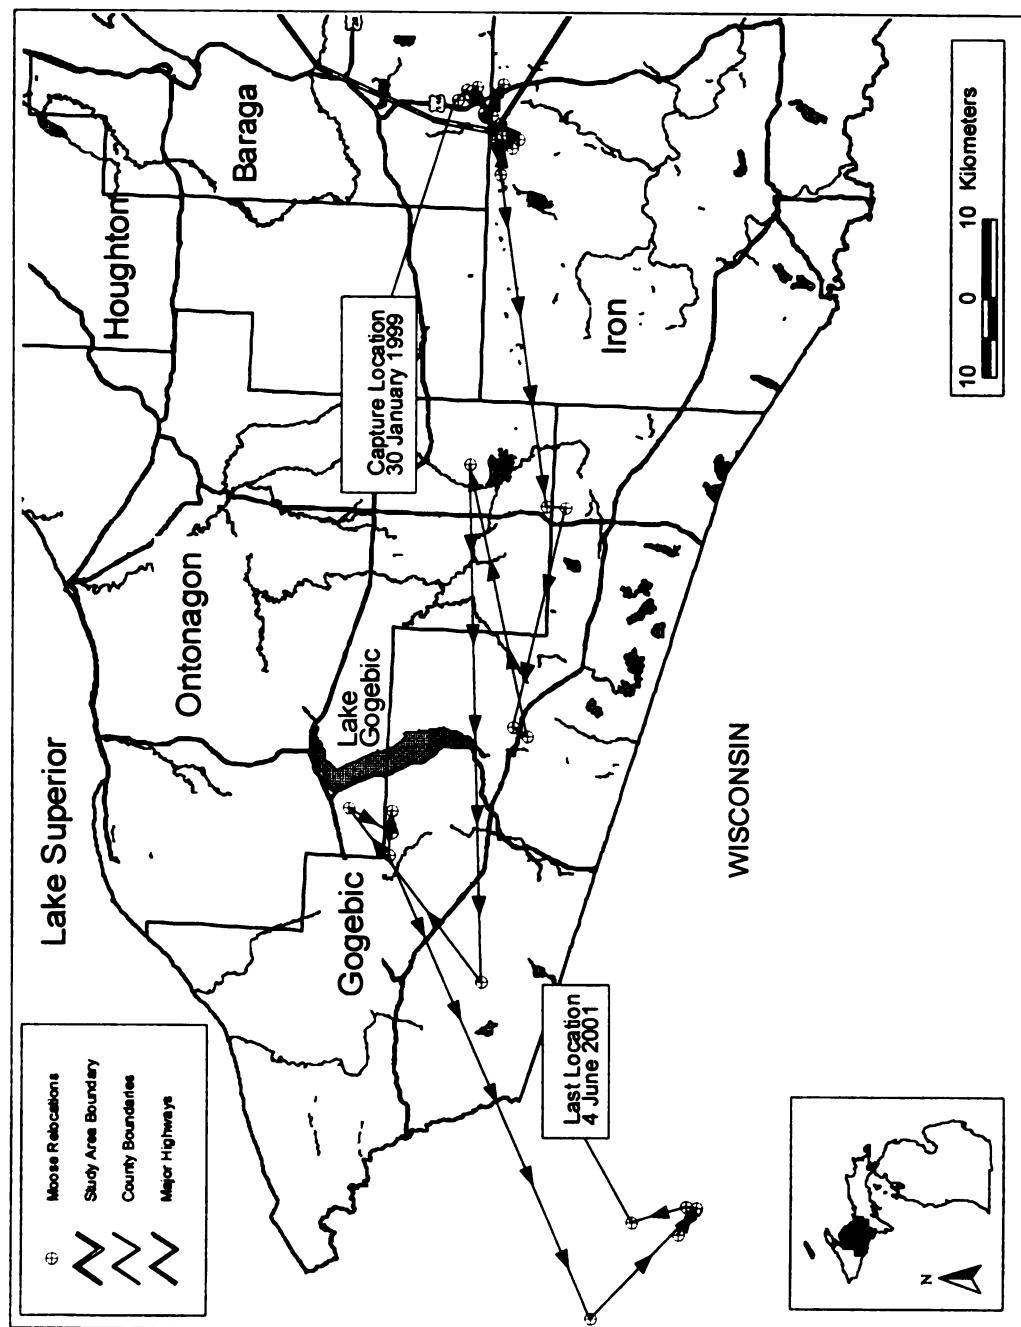 Lake Superior
Houghton
Baraga
Ontonagon
Capture Location
30 January 1999
Lake
Gogebic
Gogebic
Iron
WISCONSIN
Last Location
4 June 2001
Moose Relocations
Study Area Boundary
County Boundaries
Major Highways
10 0 10 Kilometers
N